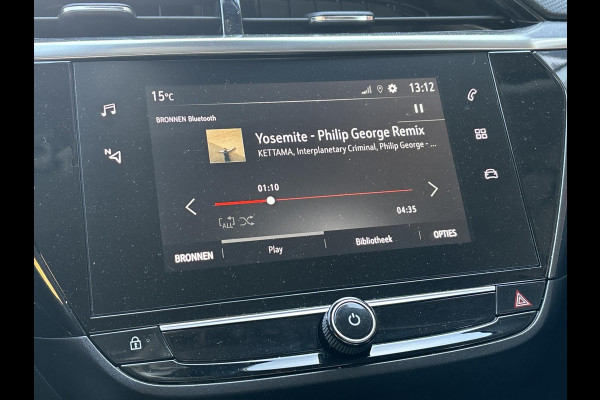 15°C
13:12
BRONNEN Bluetooth
Yosemite - Philip George Remix
KETTAMA, Interplanetary Criminal, Philip George - ...
N
01:10
04:35
ALL
BRONNEN
Play
Bibliotheek
OPTIES